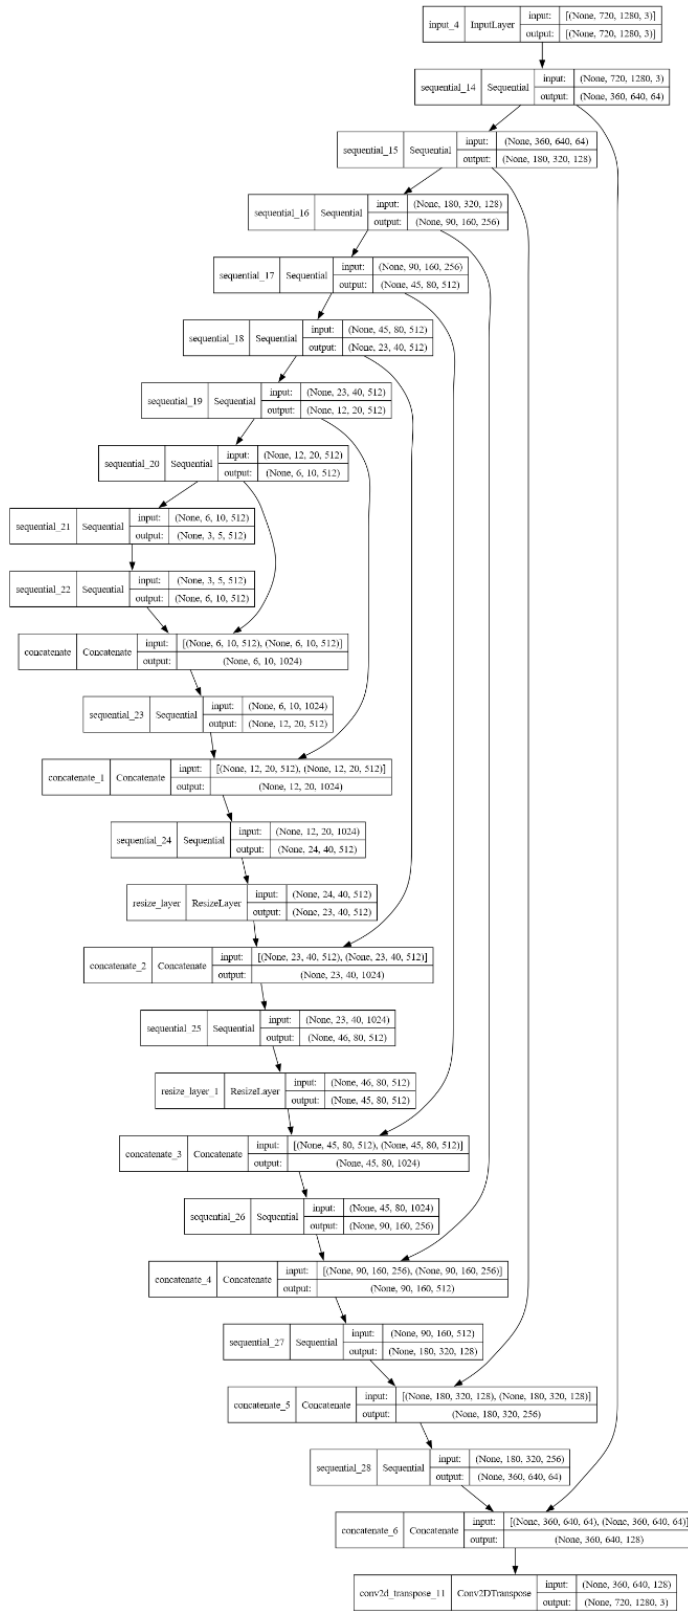 input_4 InputLayer input: [(None, 720, 1280, 3)]
output: [(None, 720, 1280, 3)]
sequential_14 Sequential input: (None, 720, 1280, 3)
output: (None, 360, 640, 64)
sequential_15 Sequential input: (None, 360, 640, 64)
output: (None, 180, 320, 128)
sequential_16 Sequential input: (None, 180, 320, 128)
output: (None, 90, 160, 256)
sequential_17 Sequential input: (None, 90, 160, 256)
output: (None, 45, 80, 512)
sequential_18 Sequential input: (None, 45, 80, 512)
output: (None, 23, 40, 512)
sequential_19 Sequential input: (None, 23, 40, 512)
output: (None, 12, 20, 512)
sequential_20 Sequential input: (None, 12, 20, 512)
output: (None, 6, 10, 512)
sequential_21 Sequential input: (None, 6, 10, 512)
output: (None, 3, 5, 512)
sequential_22 Sequential input: (None, 3, 5, 512)
output: (None, 6, 10, 512)
concatenate Concatenate input: [(None, 6, 10, 512), (None, 6, 10, 512)]
output: (None, 6, 10, 1024)
sequential_23 Sequential input: (None, 6, 10, 1024)
output: (None, 12, 20, 512)
concatenate_1 Concatenate input: [(None, 12, 20, 512), (None, 12, 20, 512)]
output: (None, 12, 20, 1024)
sequential_24 Sequential input: (None, 12, 20, 1024)
output: (None, 24, 40, 512)
resize_layer ResizeLayer input: (None, 24, 40, 512)
output: (None, 23, 40, 512)
concatenate_2 Concatenate input: [(None, 23, 40, 512), (None, 23, 40, 512)]
output: (None, 23, 40, 1024)
sequential_25 Sequential input: (None, 23, 40, 1024)
output: (None, 46, 80, 512)
resize_layer_1 ResizeLayer input: (None, 46, 80, 512)
output: (None, 45, 80, 512)
concatenate_3 Concatenate input: [(None, 45, 80, 512), (None, 45, 80, 512)]
output: (None, 45, 80, 1024)
sequential_26 Sequential input: (None, 45, 80, 1024)
output: (None, 90, 160, 256)
concatenate_4 Concatenate input: [(None, 90, 160, 256), (None, 90, 160, 256)]
output: (None, 90, 160, 512)
sequential_27 Sequential input: (None, 90, 160, 512)
output: (None, 180, 320, 128)
concatenate_5 Concatenate input: [(None, 180, 320, 128), (None, 180, 320, 128)]
output: (None, 180, 320, 256)
sequential_28 Sequential input: (None, 180, 320, 256)
output: (None, 360, 640, 64)
concatenate_6 Concatenate input: [(None, 360, 640, 64), (None, 360, 640, 64)]
output: (None, 360, 640, 128)
conv2d_transpose_11 Conv2DTranspose input: (None, 360, 640, 128)
output: (None, 720, 1280, 3)